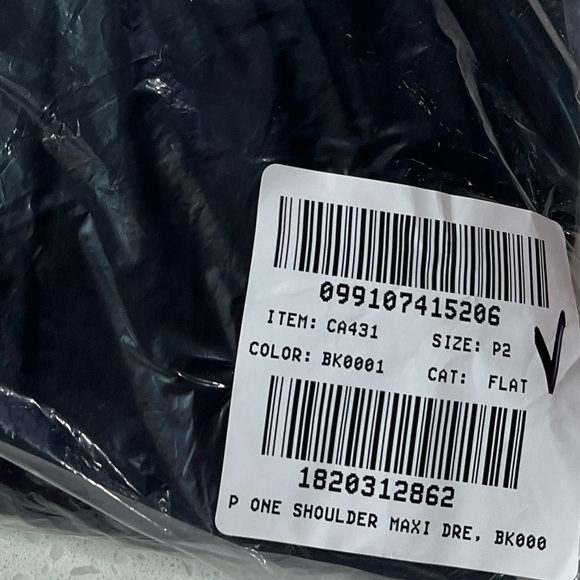 099107415206
ITEM: CA431 SIZE: P2
COLOR: BK0001 CAT: FLAT
1820312862
P ONE SHOULDER MAXI DRE, BK000